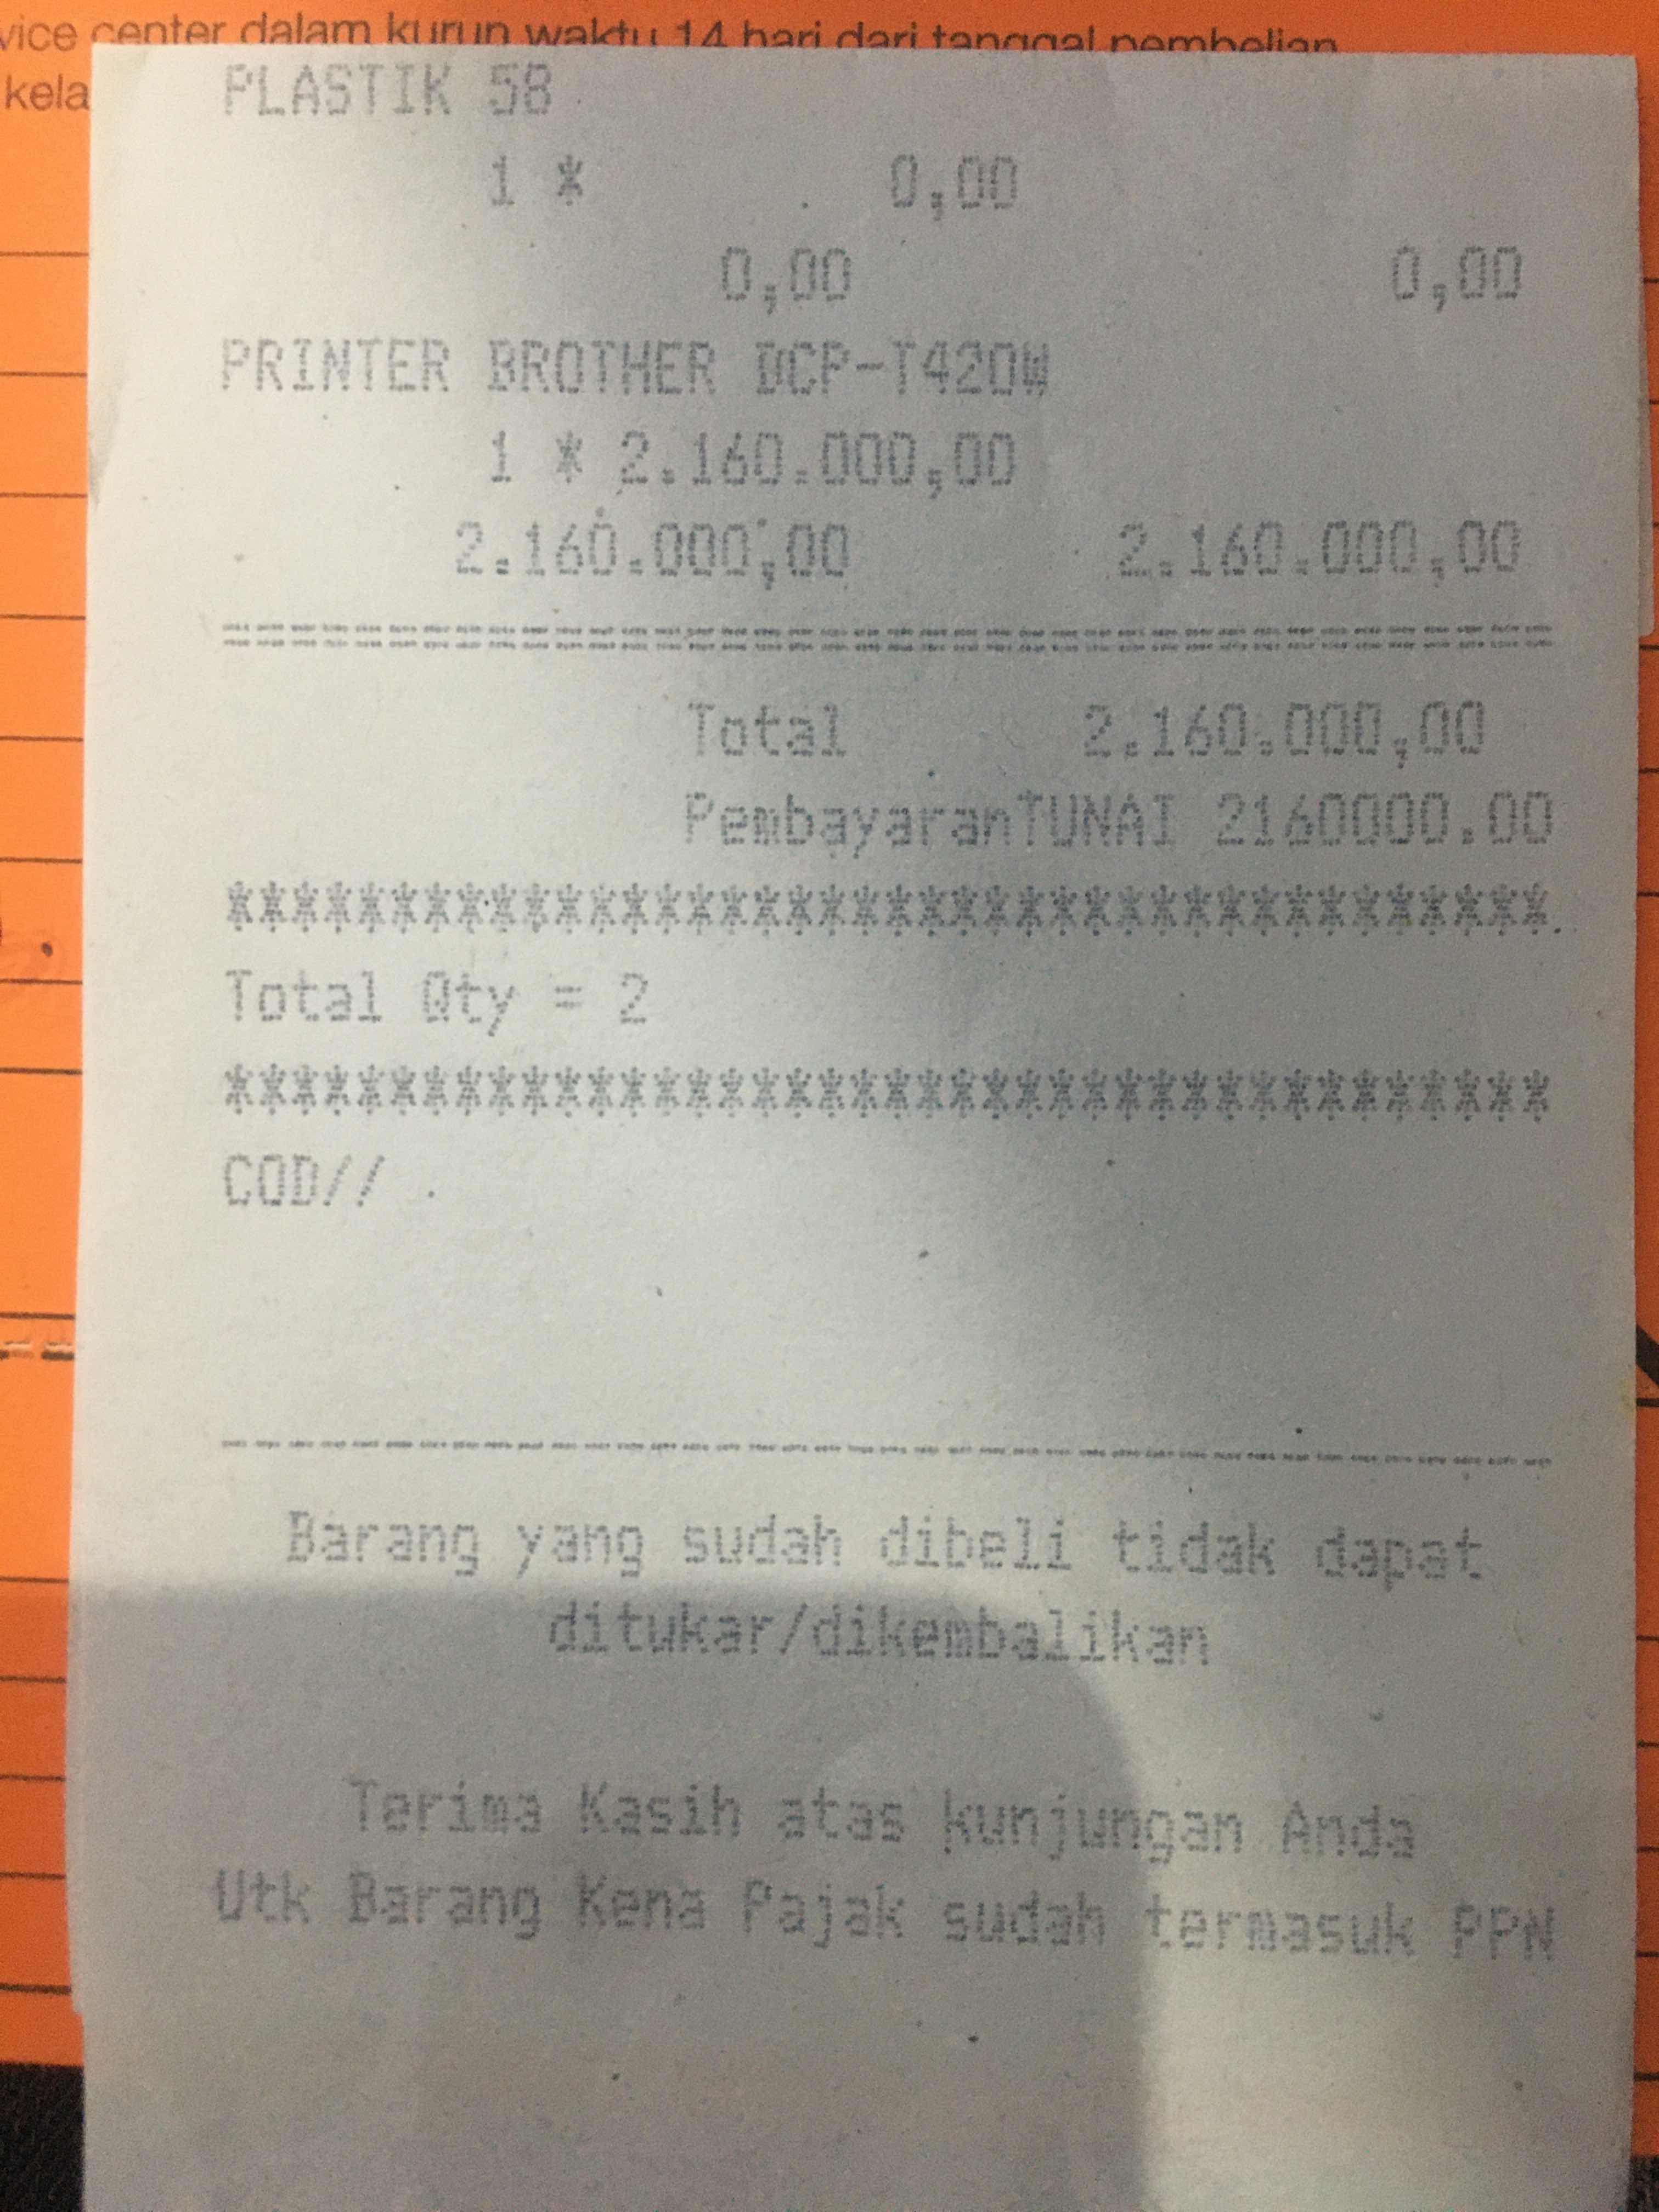 vice center dalam kurun waktu 14 hari dari tanggal pembelian
kela
PLASTIK 58
1 * 0,00
0,00 0,00
PRINTER BROTHER DCP-T420W
1 * 2.160.000,00
2.160.000,00 2.160.000,00
================================
Total 2.160.000,00
PembayaranTUNAI 2160000.00
****************************************
Total Qty = 2
****************************************
COD//
----------------------------------------
Barang yang sudah dibeli tidak dapat
ditukar/dikembalikan
Terima Kasih atas kunjungan Anda
Utk Barang Kena Pajak sudah termasuk PPN